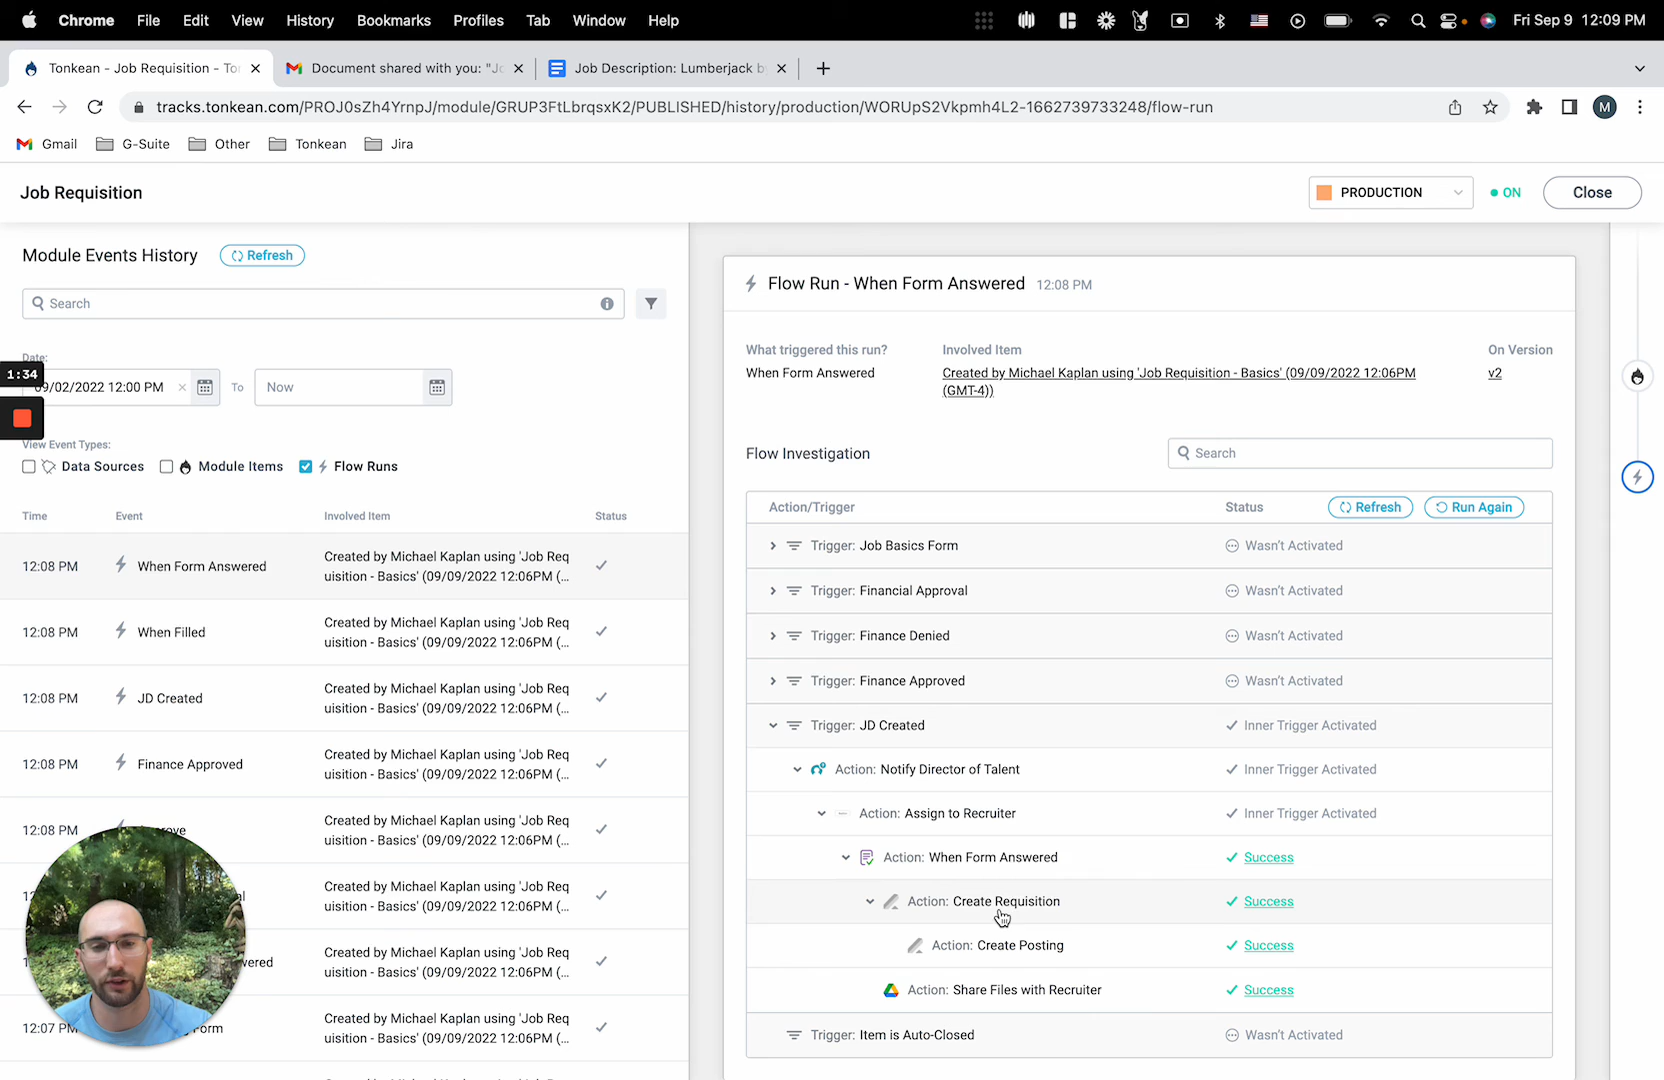 Chrome File Edit View History Bookmarks Profiles Tab Window Help Fri Sep 9 12:09 PM
Tonkean - Job Requisition - To
Document shared with you: "Jo
Job Description: Lumberjack b
tracks.tonkean.com/PROJ0sZh4YrnpJ/module/GRUP3FtLbrqsxK2/PUBLISHED/history/production/WORUpS2Vkpmh4L2-1662739733248/flow-run
M
Gmail G-Suite Other Tonkean Jira
Job Requisition
PRODUCTION
ON
Close
Module Events History
Refresh
Search
Date:
1:34
09/02/2022 12:00 PM
To
Now
View Event Types:
Data Sources Module Items Flow Runs
Time Event Involved Item Status
12:08 PM When Form Answered Created by Michael Kaplan using 'Job Req
uisition - Basics' (09/09/2022 12:06PM (...
12:08 PM When Filled Created by Michael Kaplan using 'Job Req
uisition - Basics' (09/09/2022 12:06PM (...
12:08 PM JD Created Created by Michael Kaplan using 'Job Req
uisition - Basics' (09/09/2022 12:06PM (...
12:08 PM Finance Approved Created by Michael Kaplan using 'Job Req
uisition - Basics' (09/09/2022 12:06PM (...
12:08 PM Created by Michael Kaplan using 'Job Req
uisition - Basics' (09/09/2022 12:06PM (...
Created by Michael Kaplan using 'Job Req
uisition - Basics' (09/09/2022 12:06PM (...
Created by Michael Kaplan using 'Job Req
uisition - Basics' (09/09/2022 12:06PM (...
12:07 PM Form Created by Michael Kaplan using 'Job Req
uisition - Basics' (09/09/2022 12:06PM (...
Flow Run - When Form Answered 12:08 PM
What triggered this run? Involved Item On Version
When Form Answered Created by Michael Kaplan using 'Job Requisition - Basics' (09/09/2022 12:06PM v2
(GMT-4))
Flow Investigation
Search
Action/Trigger Status Refresh Run Again
Trigger: Job Basics Form Wasn't Activated
Trigger: Financial Approval Wasn't Activated
Trigger: Finance Denied Wasn't Activated
Trigger: Finance Approved Wasn't Activated
Trigger: JD Created Inner Trigger Activated
Action: Notify Director of Talent Inner Trigger Activated
Action: Assign to Recruiter Inner Trigger Activated
Action: When Form Answered Success
Action: Create Requisition Success
Action: Create Posting Success
Action: Share Files with Recruiter Success
Trigger: Item is Auto-Closed Wasn't Activated